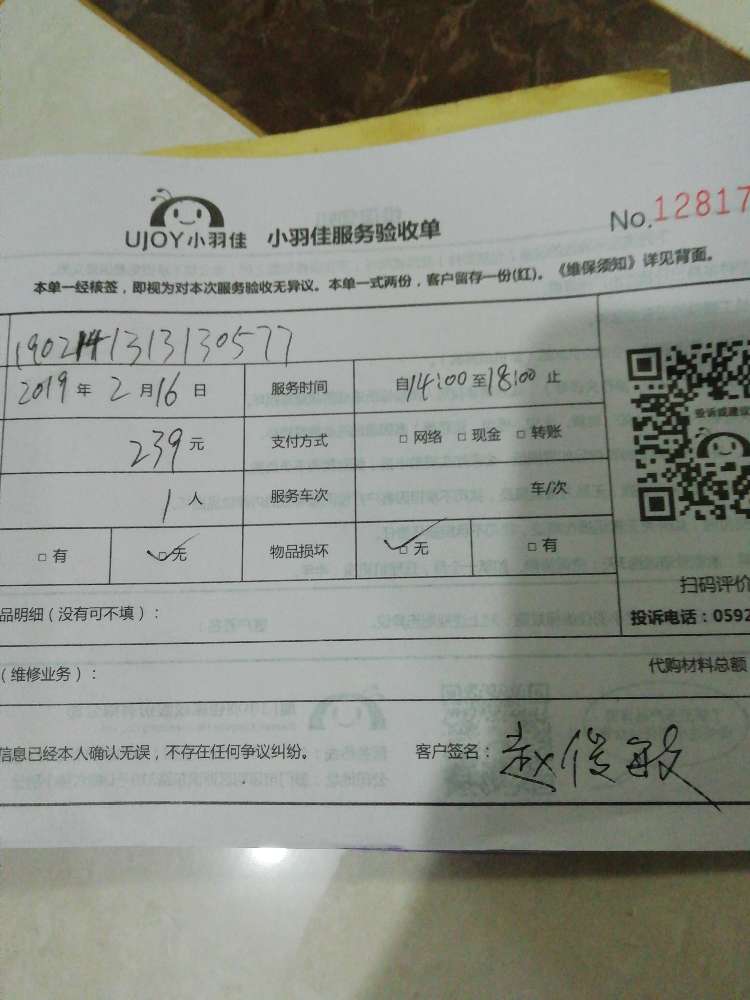 UJOY小羽佳 小羽佳服务验收单 No.12817
本单一经核签，即视为对本次服务验收无异议。本单一式两份，客户留存一份(红)。《维保须知》详见背面。
1902141313130577
2019年2月16日 服务时间 自14:00至18:00止
239元 支付方式 □网络 □现金 □转账
投诉或建议
1人 服务车次 车/次
□有 □无 物品损坏 □无 □有
扫码评价
品明细（没有可不填）： 投诉电话：0592
（维修业务）： 代购材料总额
信息已经本人确认无误，不存在任何争议纠纷。 客户签名：赵俊敏